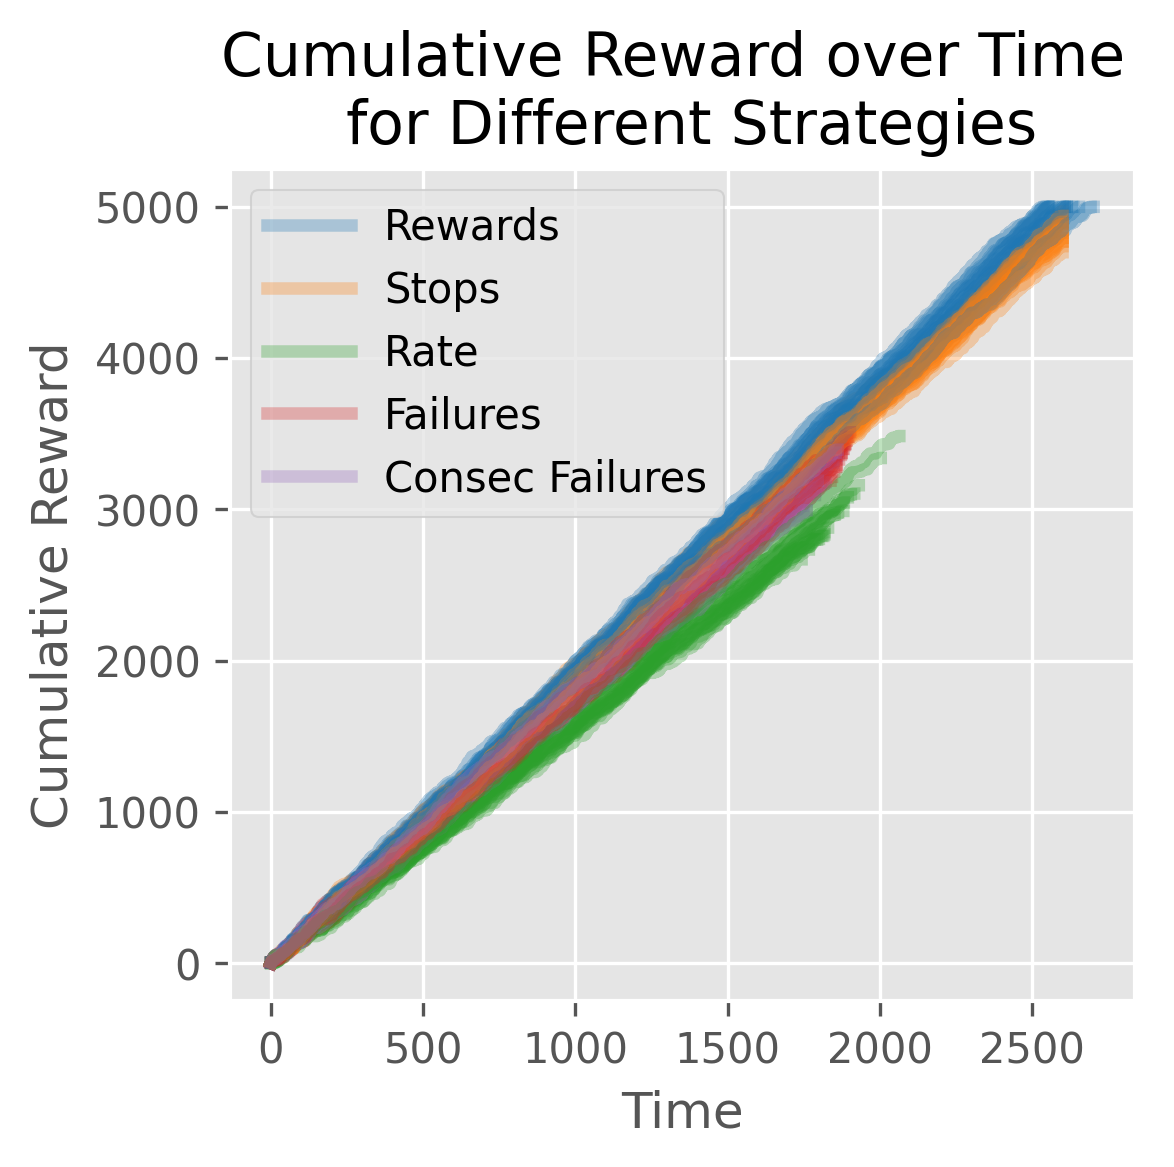 Cumulative Reward over Time
for Different Strategies
Rewards
Stops
Rate
Failures
Consec Failures
5000
4000
3000
2000
1000
0
Cumulative Reward
0 500 1000 1500 2000 2500
Time